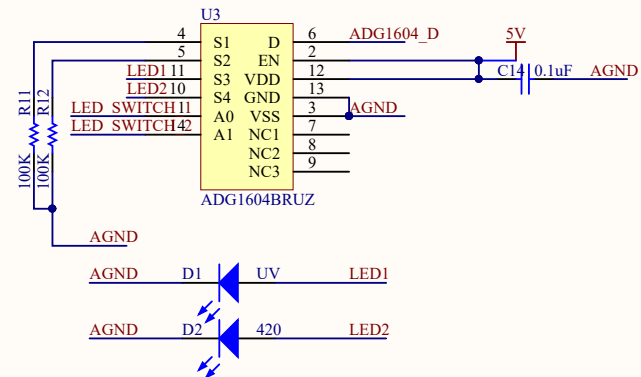 U3
4 S1 D 6 ADG1604_D
5 S2 EN 2 5V
LED1 11 S3 VDD 12 C14 0.1uF AGND
LED2 10 S4 GND 13
LED_SWITCH1 1 A0 VSS 3 AGND
LED_SWITCH2 14 A1 NC1 7
NC2 8
NC3 9
ADG1604BRUZ
R11 R12
100K 100K
AGND
AGND D1 UV LED1
AGND D2 420 LED2